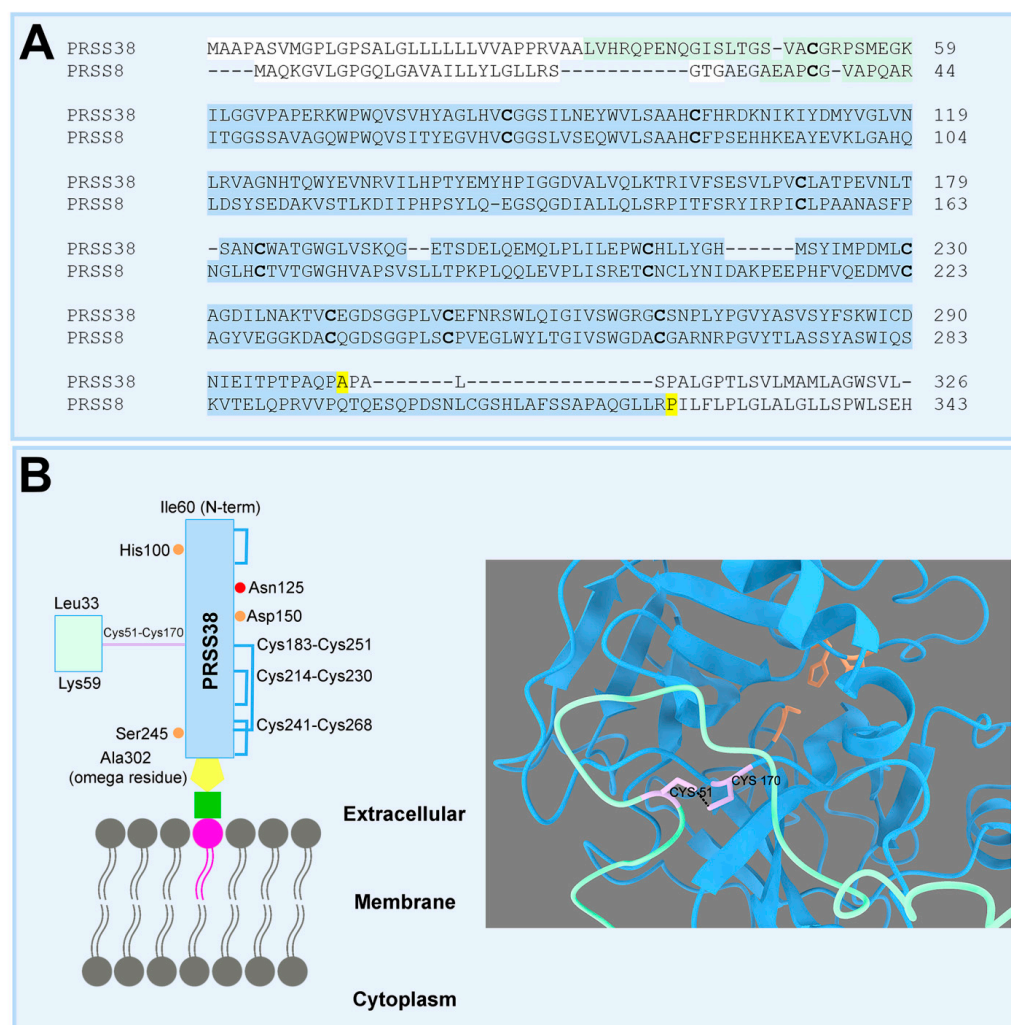 A
PRSS38 MAAPASVMGPLGPSALGLLLLLLVVAPPRVAALVHRQPENQGISLTGS-VACGRPSMEGK 59
PRSS8 ----MAQKGVLGPGQLGAVAILLYLGLLRS-----------GTGAEGAEAPCG-VAPQAR 44
PRSS38 ILGGVPAPERKWPWQVSVHYAGLHVCGGSILNEYWVLSAAHCFHRDKNIKIYDMYVGLVN 119
PRSS8 ITGGSSAVAGQWPWQVSITYEGVHVCGGSLVSEQWVLSAAHCFPSEHHKEAYEVKLGAHQ 104
PRSS38 LRVAGNHTQWYEVNRVILHPTYEMYHPIGGDVALVQLKTRIVFSESVLPVCLATPEVNLT 179
PRSS8 LDSYSEDAKVSTLKDIIPHPSYLQ-EGSQGDIALLQLSRPITFSRYIRPICLPAANASFP 163
PRSS38 -SANCWATGWGLVSKQG--ETSDELQEMQLPLILEPWCHLLYGH------MSYIMPDMLC 230
PRSS8 NGLHCTVTGWGHVAPSVSLLTPKPLQQLEVPLISRETCNCLYNIDAKPEEPHFVQEDMVC 223
PRSS38 AGDILNAKTVCEGDSGGPLVCEFNRSWLQIGIVSWGRGCSNPLYPGVYASVSYFSKWICD 290
PRSS8 AGYVEGGKDACQGDSGGPLSCPVEGLWYLTGIVSWGDACGARNRPGVYTLASSYASWIQS 283
PRSS38 NIEITPTPAQPAPA-------L----------------SPALGPTLSVLMAMLAGWSVL- 326
PRSS8 KVTELQPRVVPQTQESQPDSNLCGSHLAFSSAPAQGLLRPILFLPLGLALGLLSPWLSEH 343
B
Ile60 (N-term)
His100
Asn125
Asp150
Leu33
Cys51-Cys170
PRSS38
Cys183-Cys251
Lys59
Cys214-Cys230
Cys241-Cys268
Ser245
Ala302
(omega residue)
Extracellular
Membrane
Cytoplasm
CYS 51
CYS 170